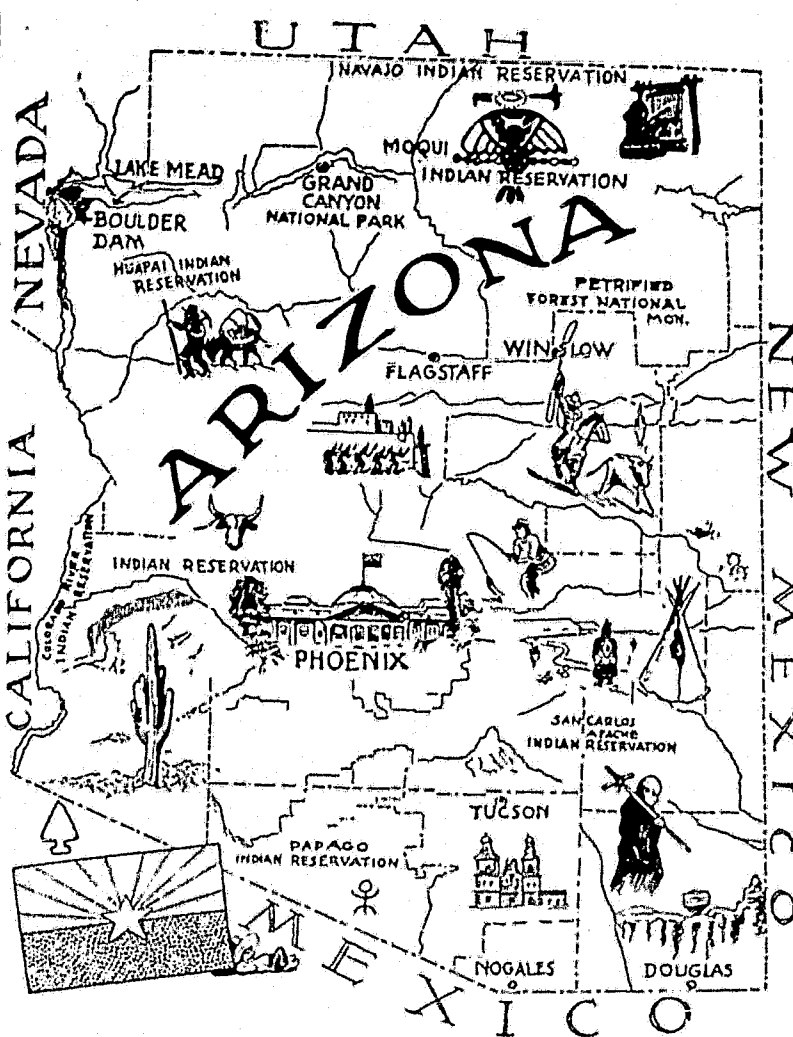 UTAH
NAVAJO INDIAN RESERVATION
MOQUI
INDIAN RESERVATION
NEVADA
LAKE MEAD
BOULDER
DAM
GRAND
CANYON
NATIONAL PARK
HUAPAI INDIAN
RESERVATION
ARIZONA
PETRIFIED
FOREST NATIONAL
MON.
WINSLOW
FLAGSTAFF
NEW MEXICO
CALIFORNIA
COLORADO RIVER
INDIAN RESERVATION
INDIAN RESERVATION
PHOENIX
SAN CARLOS
APACHE
INDIAN RESERVATION
TUCSON
PAPAGO
INDIAN RESERVATION
NOGALES
DOUGLAS
MEXICO